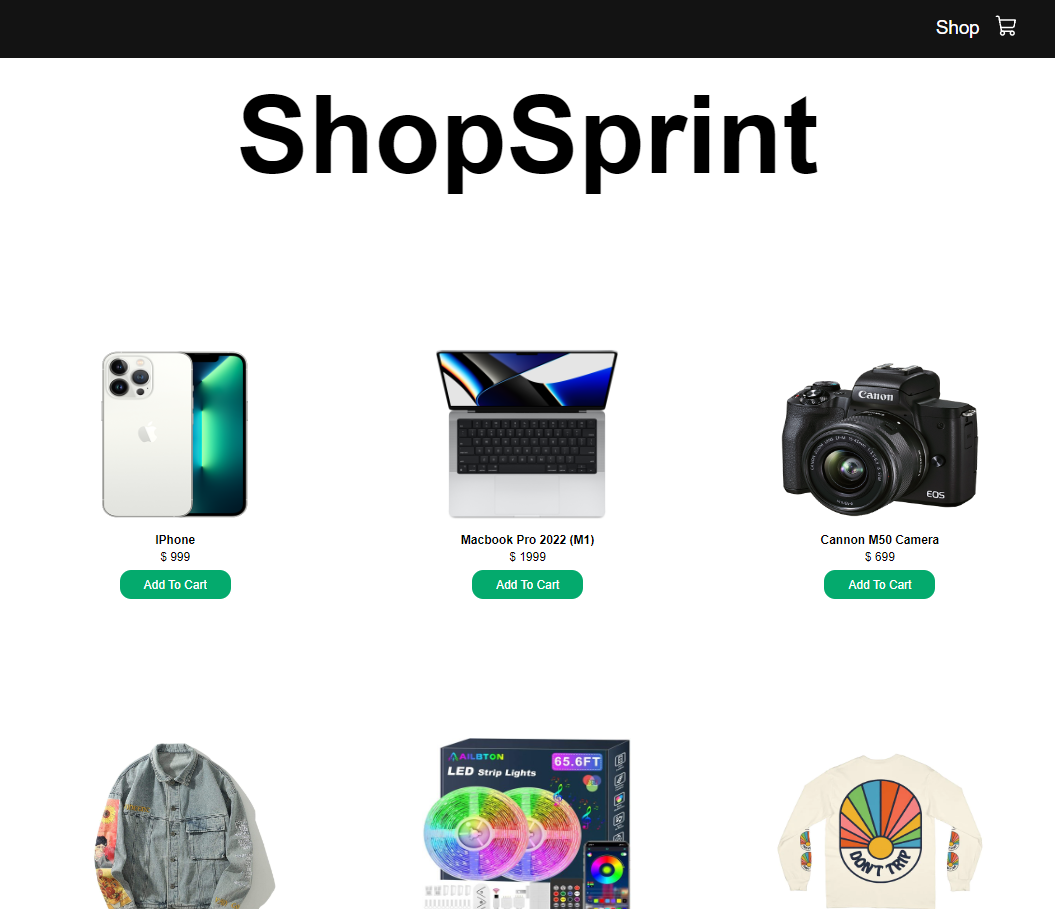 Shop
ShopSprint
Canon
EOS
IPhone
Macbook Pro 2022 (M1)
Cannon M50 Camera
$ 999
$ 1999
$ 699
Add To Cart
Add To Cart
Add To Cart
AILBTON
65.6FT
LED Strip Lights
DON'T TRIP